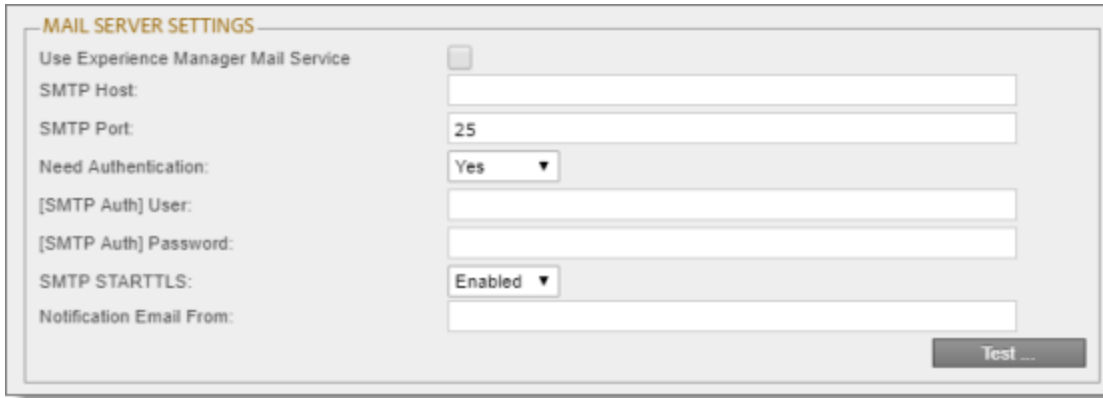 MAIL SERVER SETTINGS
Use Experience Manager Mail Service
SMTP Host:
SMTP Port: 25
Need Authentication: Yes
[SMTP Auth] User:
[SMTP Auth] Password:
SMTP STARTTLS: Enabled
Notification Email From:
Test ...